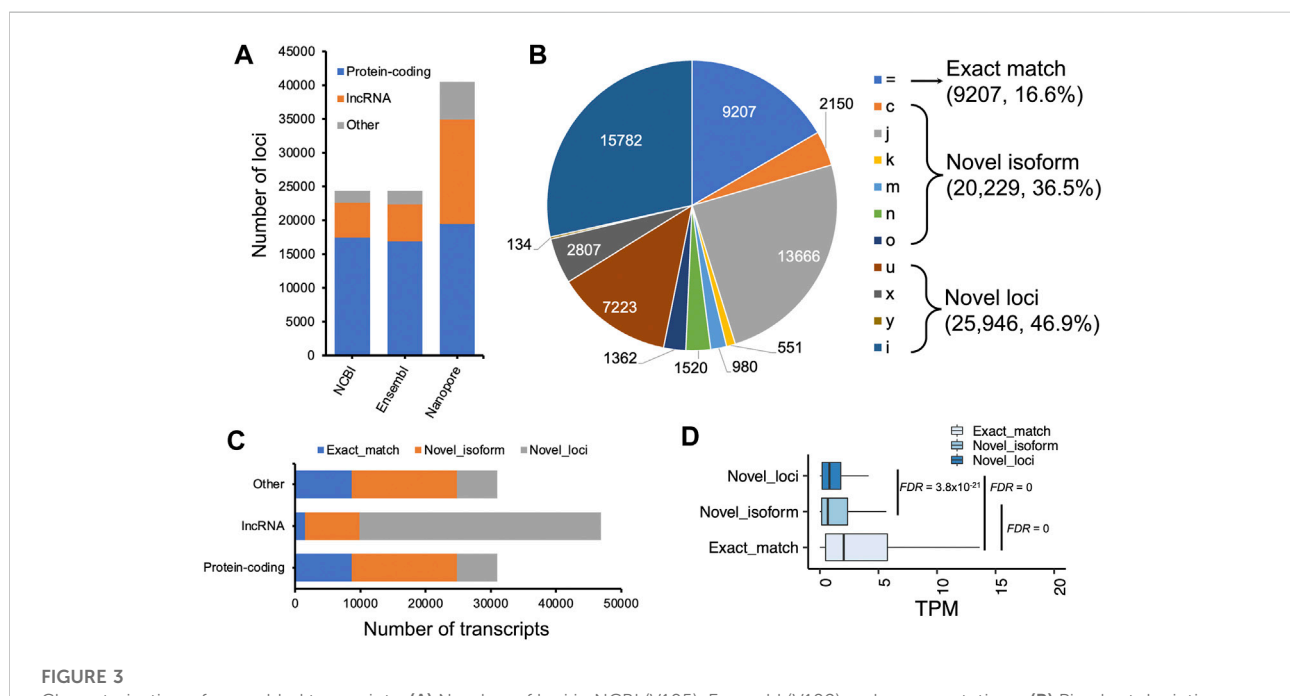 A
45000
40000
35000
30000
25000
20000
15000
10000
5000
0
Number of loci
Protein-coding
lncRNA
Other
NCBI
Ensembl
Nanopore
B
9207
2150
13666
551
980
1520
1362
7223
2807
134
15782
=
c
j
k
m
n
o
u
x
y
i
Exact match
(9207, 16.6%)
Novel isoform
(20,229, 36.5%)
Novel loci
(25,946, 46.9%)
C
Exact_match Novel_isoform Novel_loci
Other
lncRNA
Protein-coding
0 10000 20000 30000 40000 50000
Number of transcripts
D
Exact_match
Novel_isoform
Novel_loci
Novel_loci
Novel_isoform
Exact_match
FDR = 3.8x10-21
FDR = 0
FDR = 0
0 5 10 15 20
TPM
FIGURE 3